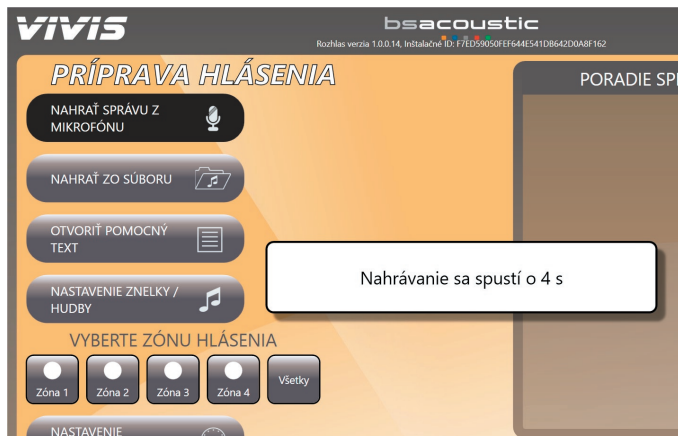 VIVIS
bsacoustic
Rozhlas verzia 1.0.0.14, Inštalačné ID: F7ED59050FEF644E541DB642D0A8F162
PRÍPRAVA HLÁSENIA
PORADIE SP
NAHRAŤ SPRÁVU Z
MIKROFÓNU
NAHRAŤ ZO SÚBORU
OTVORIŤ POMOCNÝ
TEXT
Nahrávanie sa spustí o 4 s
NASTAVENIE ZNELKY /
HUDBY
VYBERTE ZÓNU HLÁSENIA
Zóna 1
Zóna 2
Zóna 3
Zóna 4
Všetky
NASTAVENIE